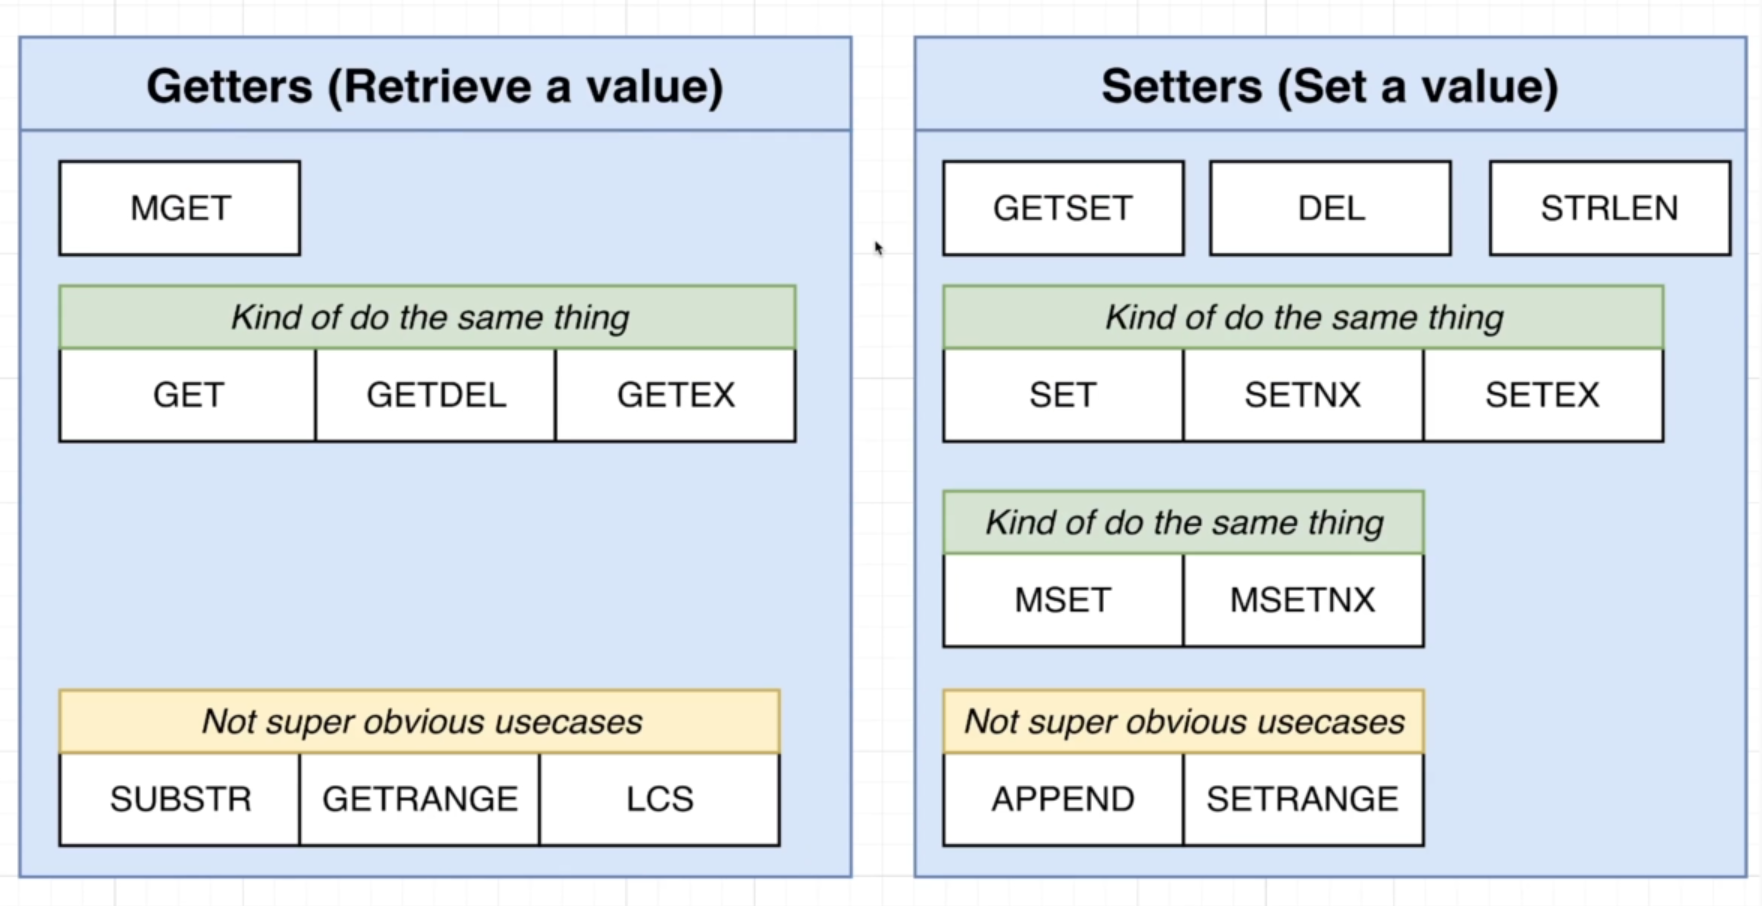 Getters (Retrieve a value)
MGET
Kind of do the same thing
GET GETDEL GETEX
Not super obvious usecases
SUBSTR GETRANGE LCS
Setters (Set a value)
GETSET DEL STRLEN
Kind of do the same thing
SET SETNX SETEX
Kind of do the same thing
MSET MSETNX
Not super obvious usecases
APPEND SETRANGE